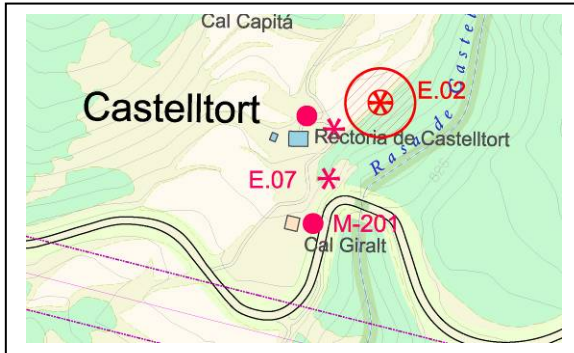 Cal Capitá
E.02
Castelltort
Rectoria de Castelltort
Rasa de Castel
E.07
M-201
Cal Giralt